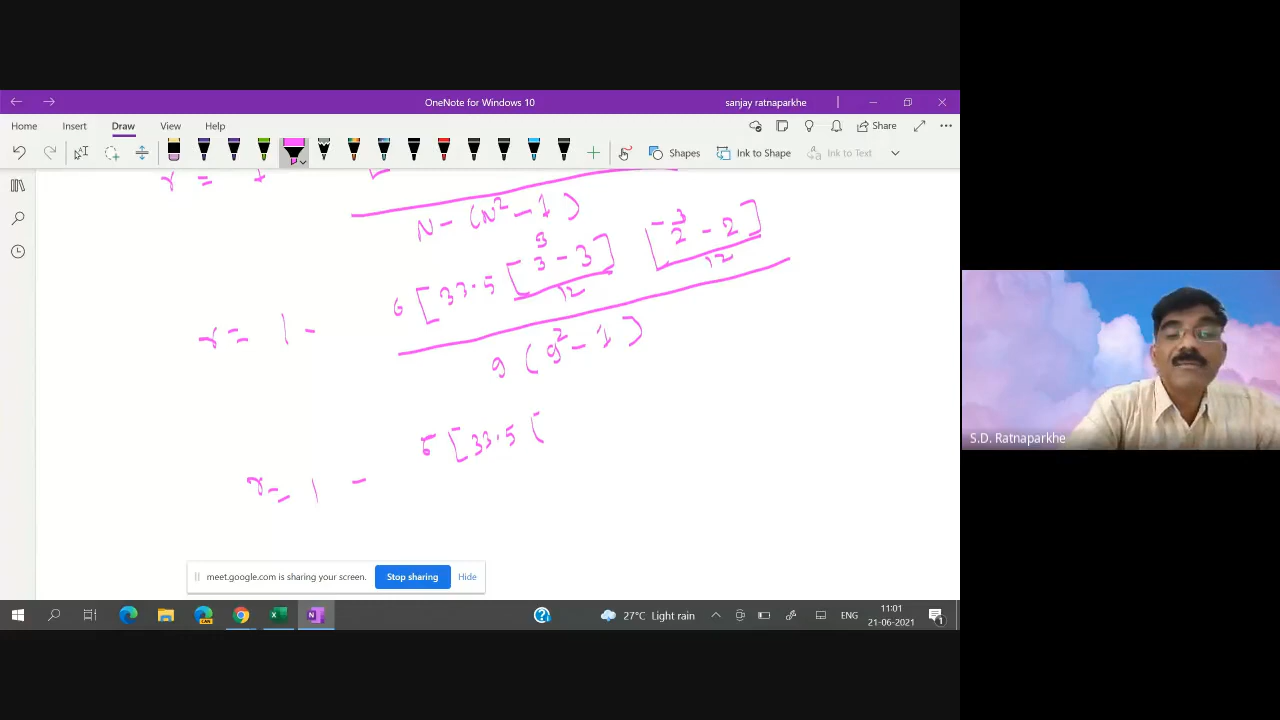 OneNote for Windows 10
sanjay ratnaparkhe
Home Insert Draw View Help
Share
Shapes
Ink to Shape
Ink to Text
r = 1
N - (N² - 1)
r = 1 - 6 [33.5 [3³ - 3] [2³ - 2]
12 12
9 (9² - 1)
6 [33.5 [
r = 1 -
S.D. Ratnaparkhe
meet.google.com is sharing your screen.
Stop sharing
Hide
27°C Light rain
ENG
11:01
21-06-2021
1